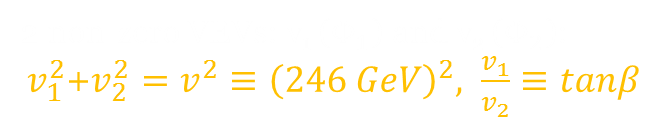 v₁²+v₂² = v² ≡ (246 GeV)², v₁/v₂ ≡ tanβ